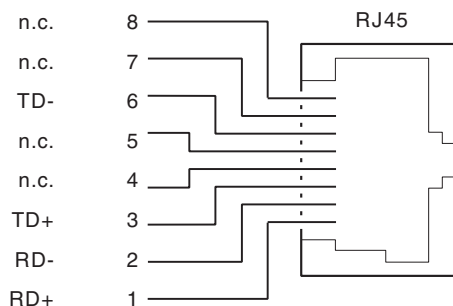 RJ45
n.c. 8
n.c. 7
TD- 6
n.c. 5
n.c. 4
TD+ 3
RD- 2
RD+ 1